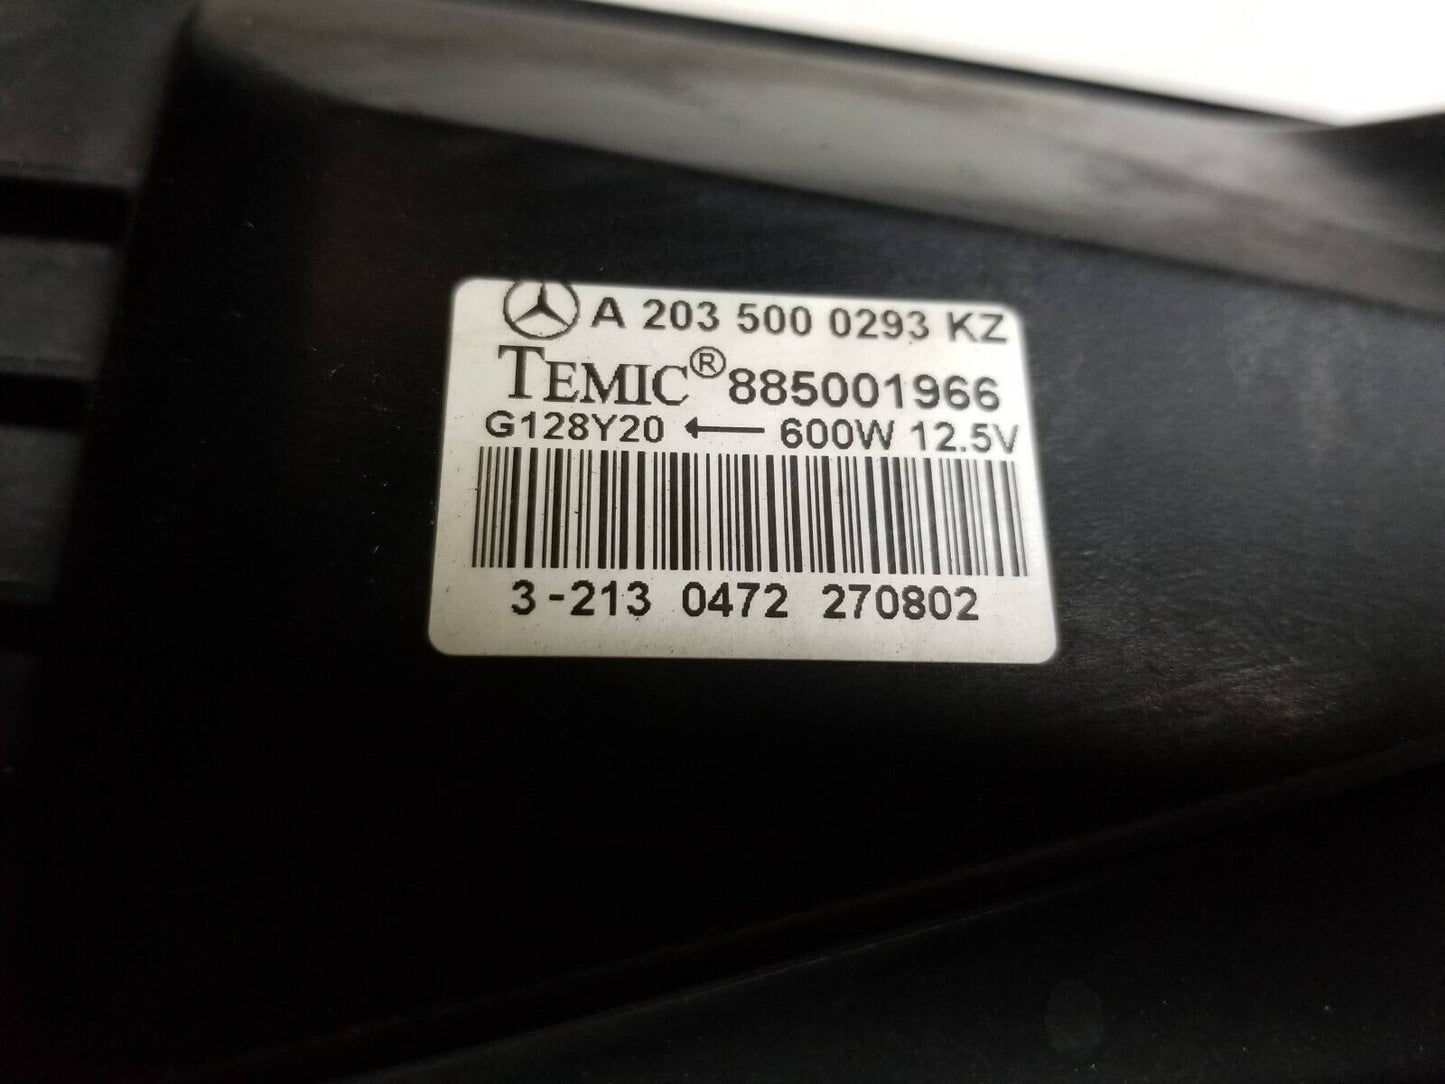 A 203 500 0293 KZ
TEMIC® 885001966
G128Y20 ← 600W 12.5V
3-213 0472 270802